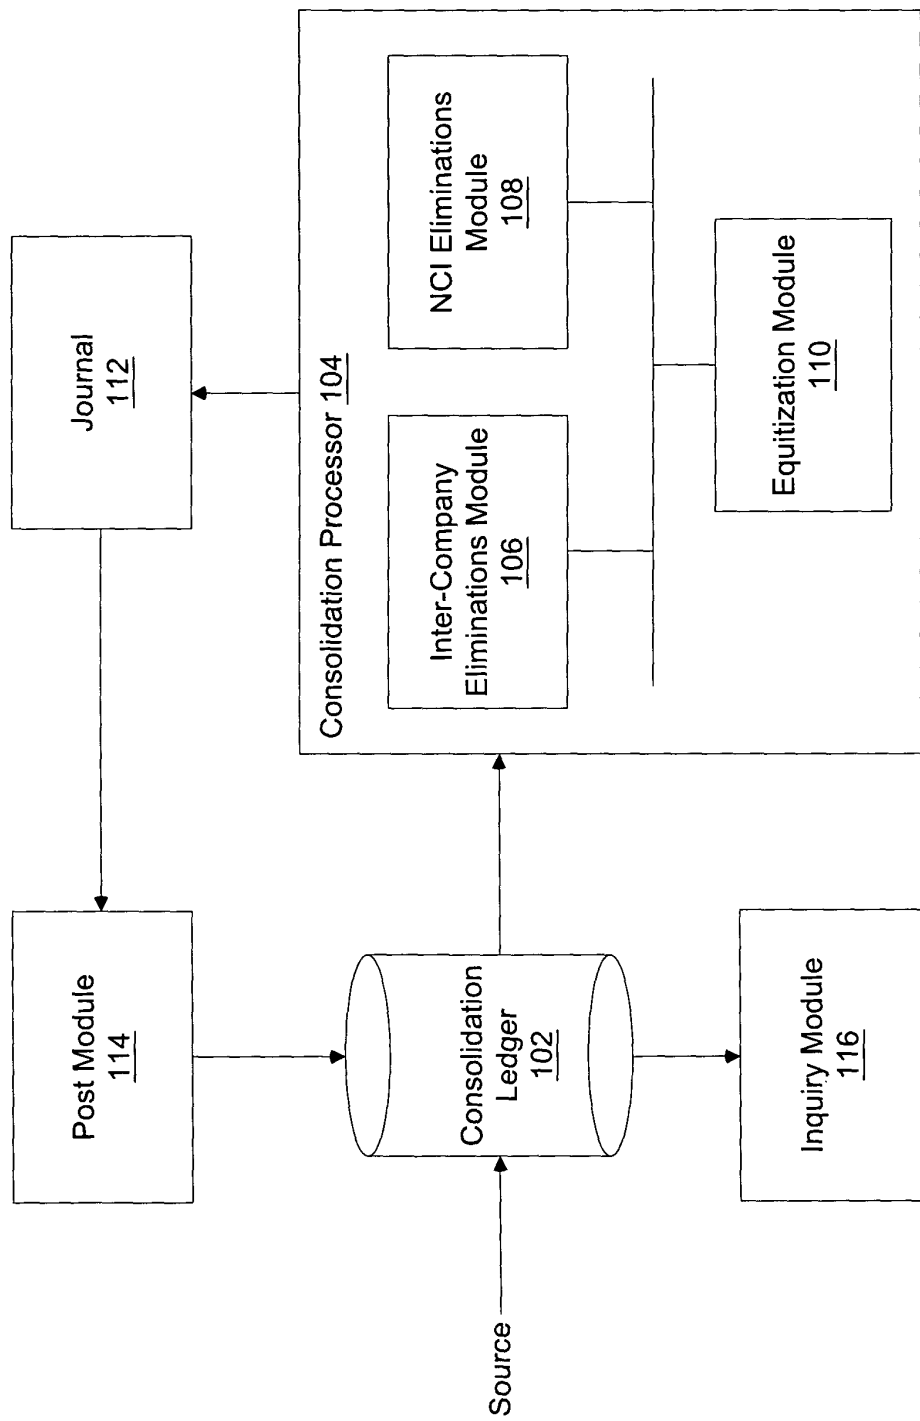 Post Module
114
Journal
112
Source
Consolidation
Ledger
102
Consolidation Processor 104
Inter-Company
Eliminations Module
106
NCI Eliminations
Module
108
Equitization Module
110
Inquiry Module
116